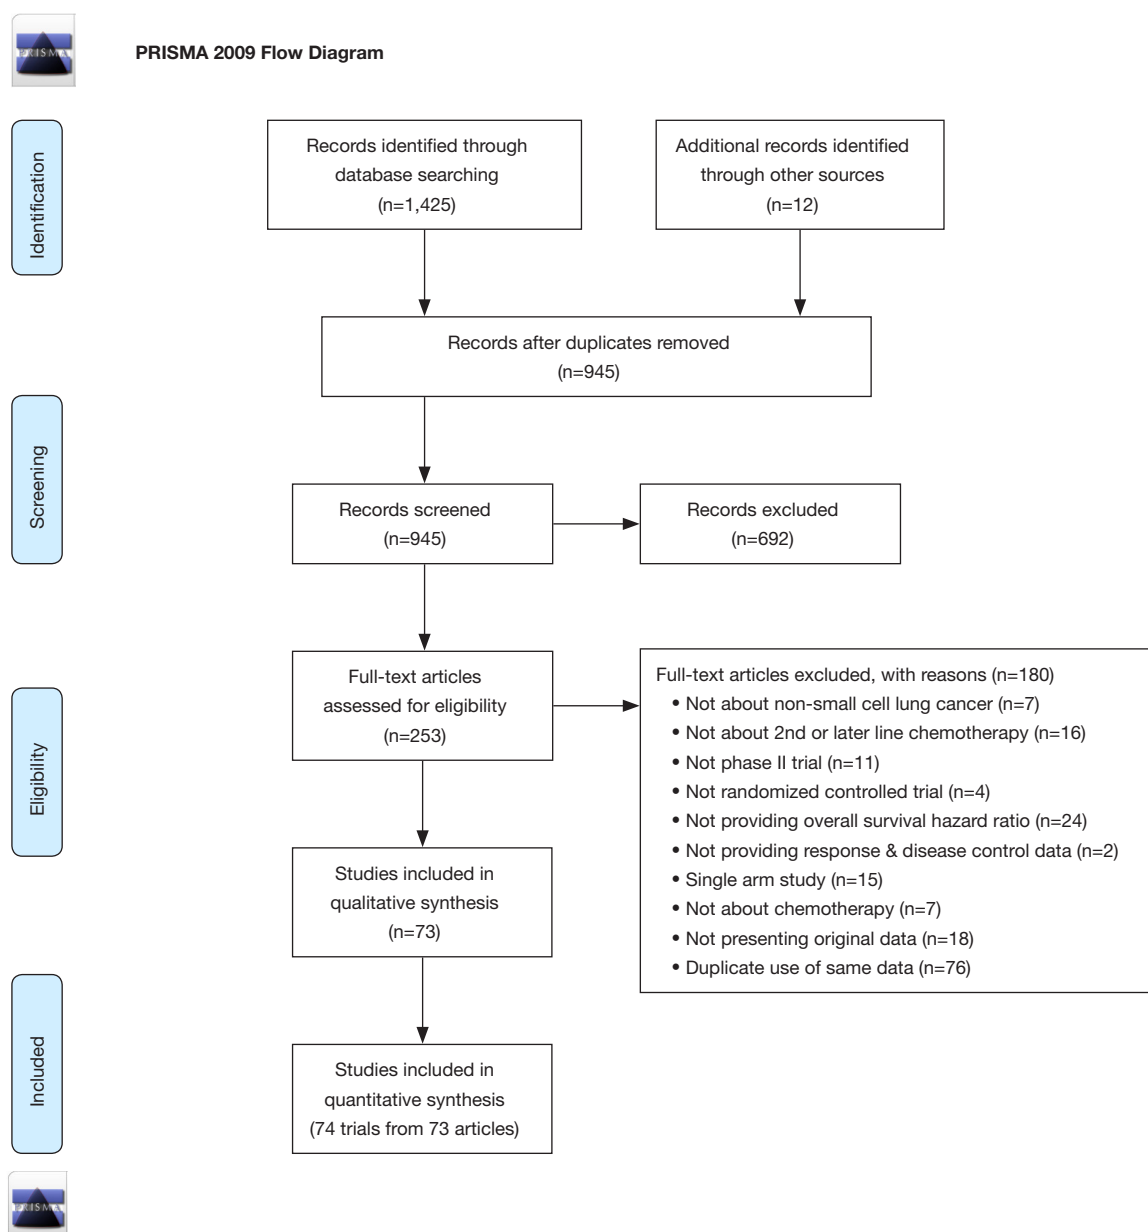 PRISMA
PRISMA 2009 Flow Diagram
Identification
Records identified through
database searching
(n=1,425)
Additional records identified
through other sources
(n=12)
Records after duplicates removed
(n=945)
Screening
Records screened
(n=945)
Records excluded
(n=692)
Eligibility
Full-text articles
assessed for eligibility
(n=253)
Full-text articles excluded, with reasons (n=180)
• Not about non-small cell lung cancer (n=7)
• Not about 2nd or later line chemotherapy (n=16)
• Not phase II trial (n=11)
• Not randomized controlled trial (n=4)
• Not providing overall survival hazard ratio (n=24)
• Not providing response & disease control data (n=2)
• Single arm study (n=15)
• Not about chemotherapy (n=7)
• Not presenting original data (n=18)
• Duplicate use of same data (n=76)
Studies included in
qualitative synthesis
(n=73)
Included
Studies included in
quantitative synthesis
(74 trials from 73 articles)
PRISMA